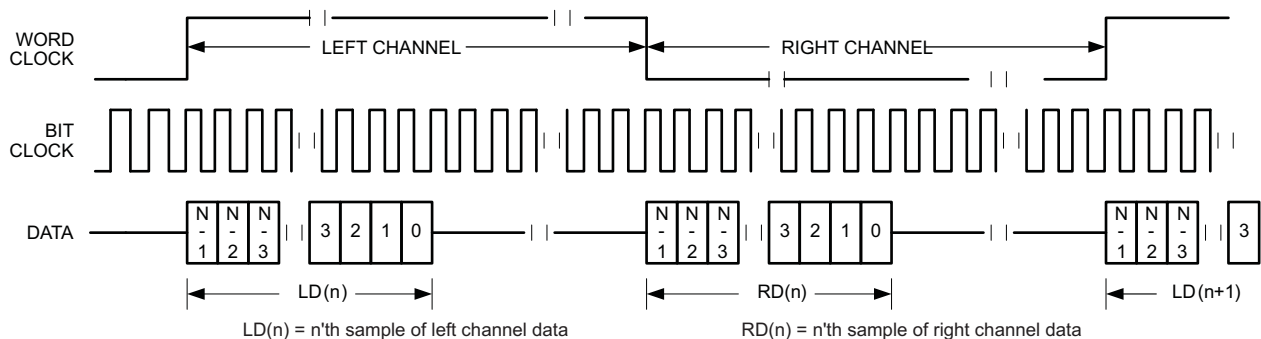 WORD
CLOCK
LEFT CHANNEL
RIGHT CHANNEL
BIT
CLOCK
DATA
N
-
1
N
-
2
N
-
3
3
2
1
0
N
-
1
N
-
2
N
-
3
3
2
1
0
N
-
1
N
-
2
N
-
3
3
LD(n)
RD(n)
LD(n+1)
LD(n) = n'th sample of left channel data
RD(n) = n'th sample of right channel data